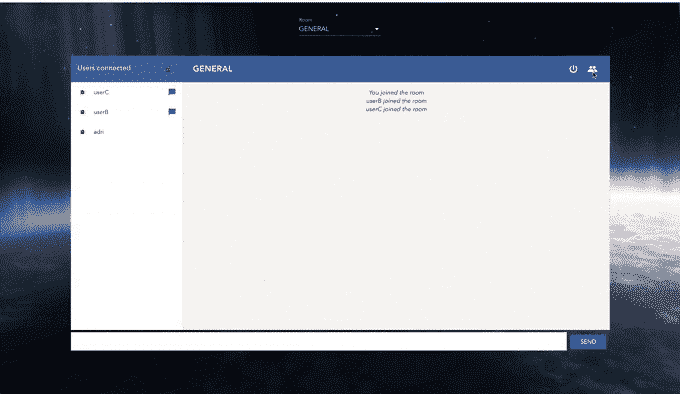 Room
GENERAL
Users connected
GENERAL
userC
userB
adri
You joined the room
userB joined the room
userC joined the room
SEND